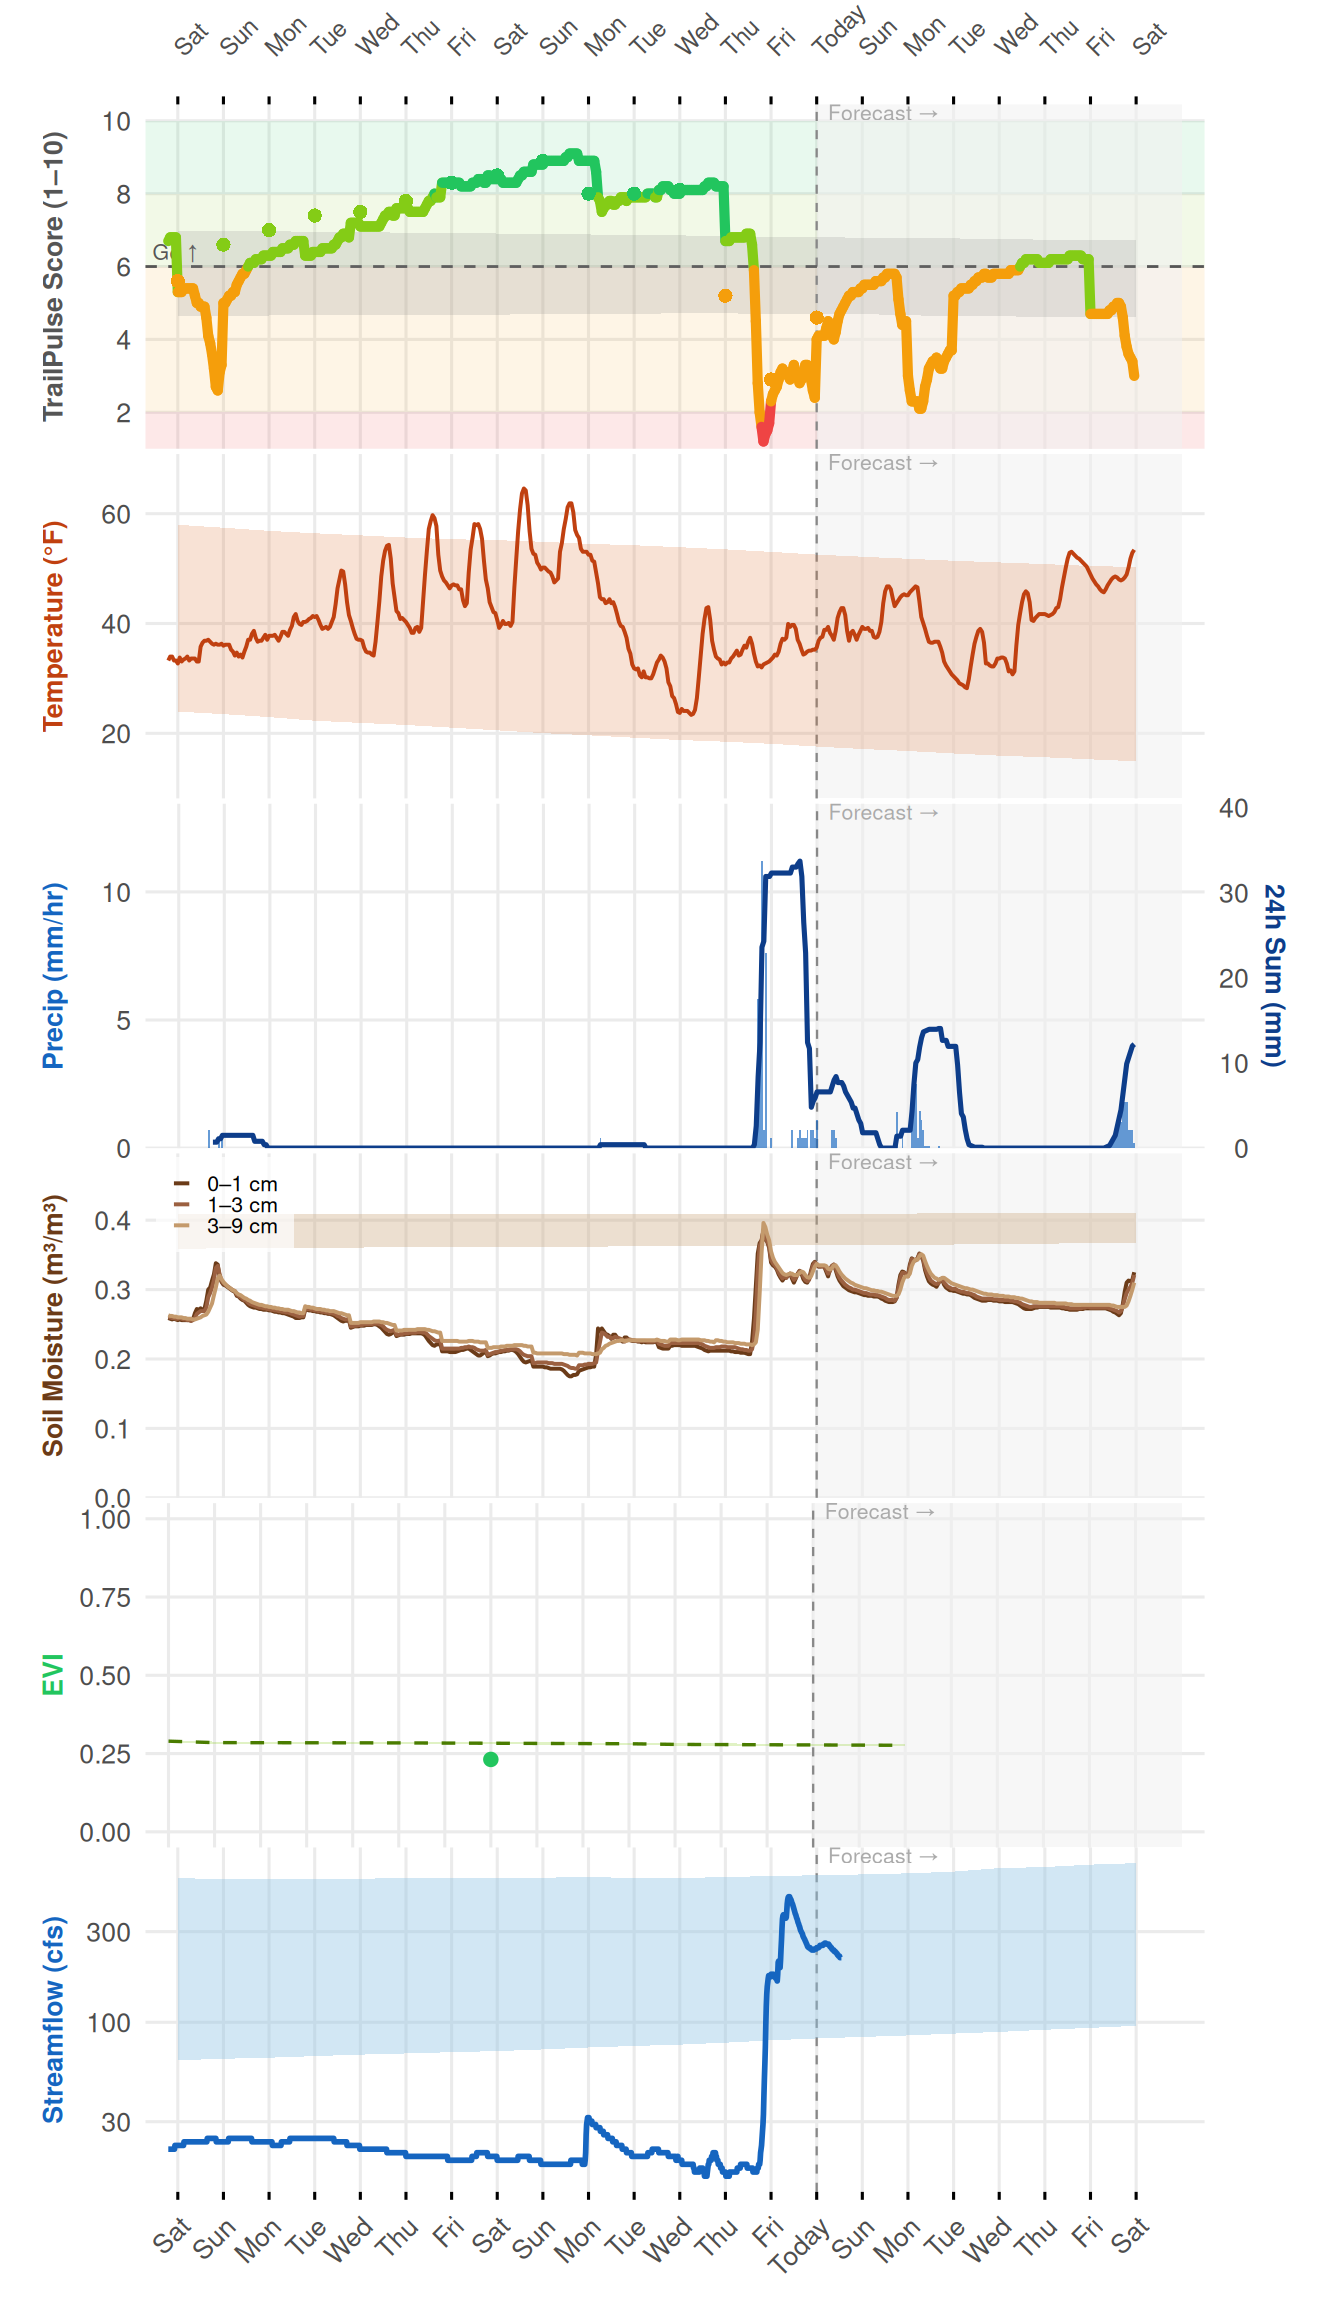 Sat Sun Mon Tue Wed Thu Fri Sat Sun Mon Tue Wed Thu Fri Today Sun Mon Tue Wed Thu Fri Sat
TrailPulse Score (1–10)
10
8
6
4
2
Forecast →
↑
Temperature (°F)
60
40
20
Forecast →
Precip (mm/hr)
10
5
0
Forecast →
40
30
20
10
0
24h Sum (mm)
Soil Moisture (m³/m³)
0.4
0.3
0.2
0.1
0.0
Forecast →
0–1 cm
1–3 cm
3–9 cm
EVI
1.00
0.75
0.50
0.25
0.00
Forecast →
Streamflow (cfs)
300
100
30
Forecast →
Sat Sun Mon Tue Wed Thu Fri Sat Sun Mon Tue Wed Thu Fri Today Sun Mon Tue Wed Thu Fri Sat